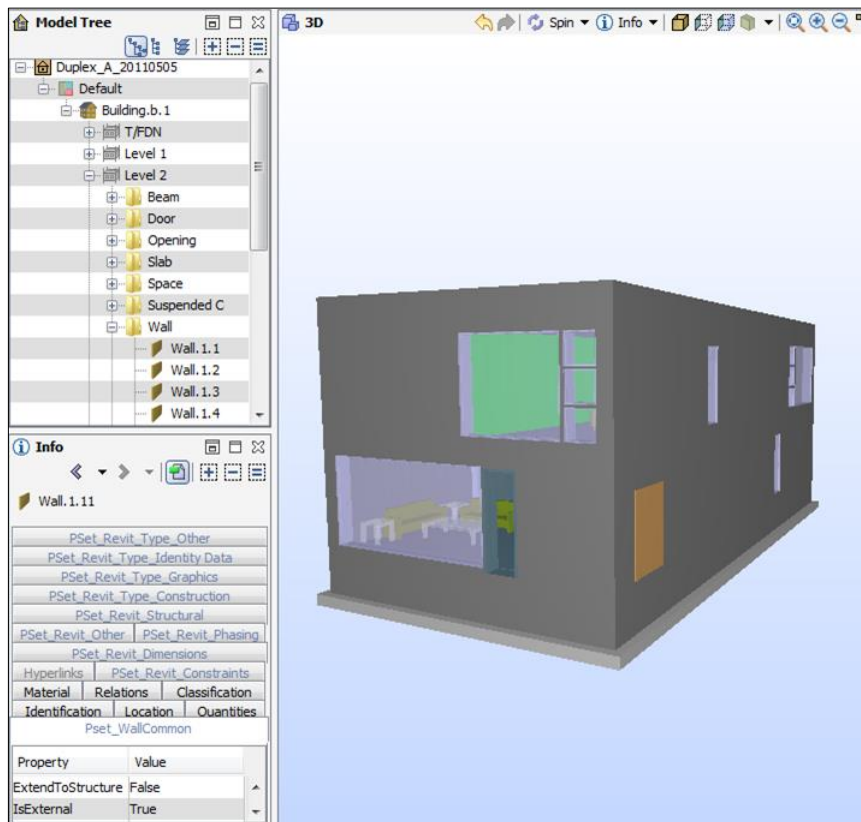 Model Tree
Duplex_A_20110505
Default
Building.b.1
T/FDN
Level 1
Level 2
Beam
Door
Opening
Slab
Space
Suspended C
Wall
Wall.1.1
Wall.1.2
Wall.1.3
Wall.1.4
Info
Wall.1.11
PSet_Revit_Type_Other
PSet_Revit_Type_Identity Data
PSet_Revit_Type_Graphics
PSet_Revit_Type_Construction
PSet_Revit_Structural
PSet_Revit_Other PSet_Revit_Phasing
PSet_Revit_Dimensions
Hyperlinks PSet_Revit_Constraints
Material Relations Classification
Identification Location Quantities
Pset_WallCommon
Property Value
ExtendToStructure False
IsExternal True
3D Spin Info